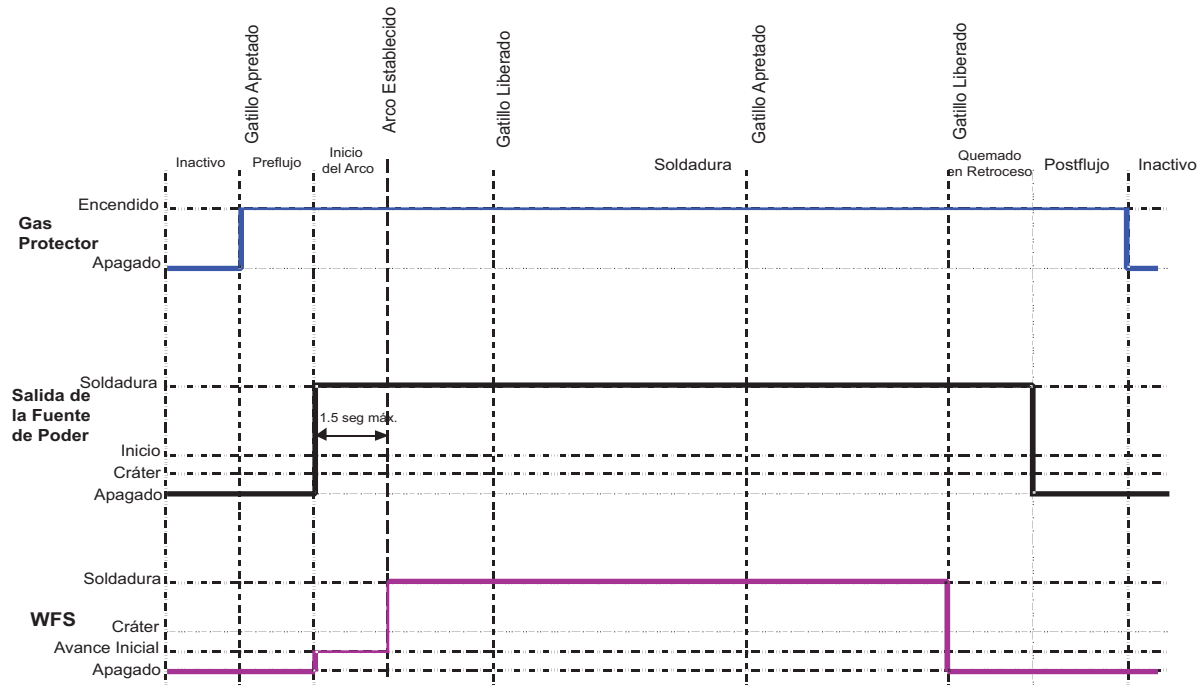 Gatillo Apretado
Arco Establecido
Gatillo Liberado
Gatillo Apretado
Gatillo Liberado
Inactivo
Preflujo
Inicio
del Arco
Soldadura
Quemado
en Retroceso
Postflujo
Inactivo
Gas
Protector
Encendido
Apagado
Salida de
la Fuente
de Poder
Soldadura
1.5 seg máx.
Inicio
Cráter
Apagado
WFS
Soldadura
Cráter
Avance Inicial
Apagado